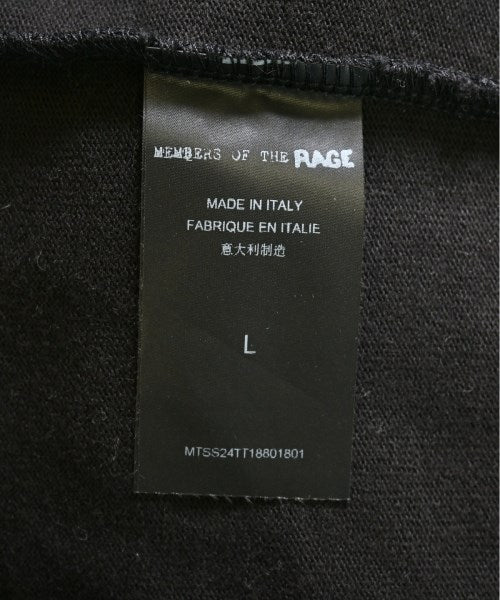 MEMBERS OF THE RAGE
MADE IN ITALY
FABRIQUE EN ITALIE
意大利制造
L
MTSS24TT18801801